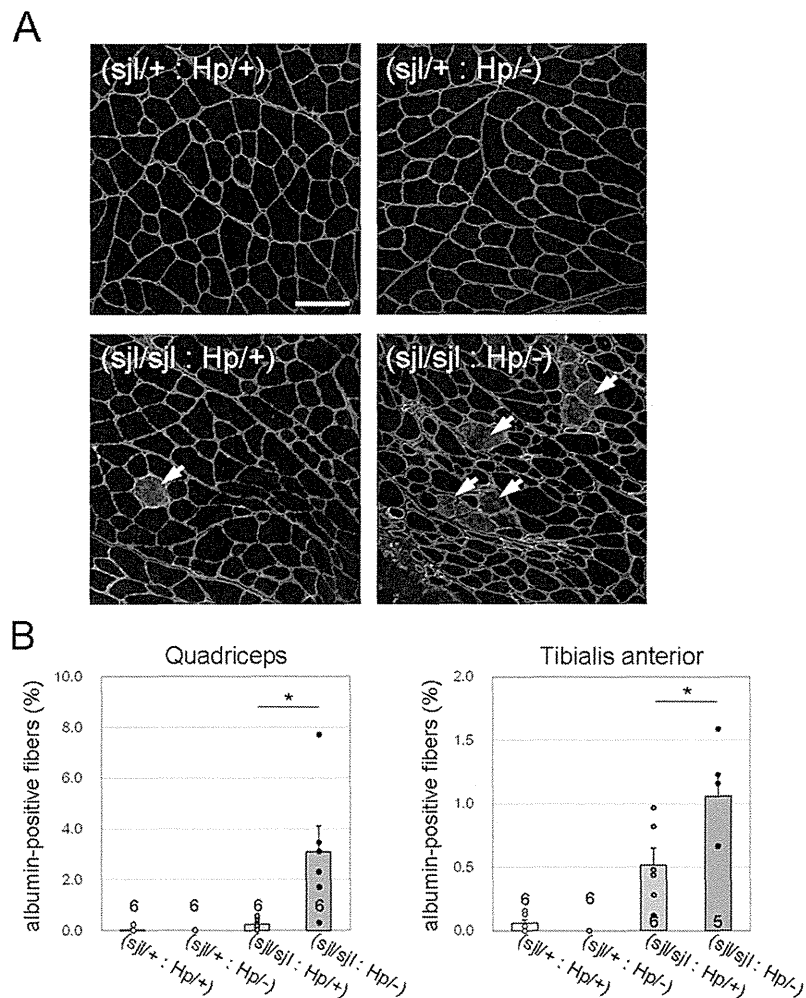 A
(sjl/+ : Hp/+)
(sjl/+ : Hp/-)
(sjl/sjl : Hp/+)
(sjl/sjl : Hp/-)
B
Quadriceps
albumin-positive fibers (%)
10.0
8.0
6.0
4.0
2.0
0.0
*
6
6
6
6
(sjl/+ : Hp/+)
(sjl/+ : Hp/-)
(sjl/sjl : Hp/+)
(sjl/sjl : Hp/-)
Tibialis anterior
albumin-positive fibers (%)
2.0
1.5
1.0
0.5
0.0
*
6
6
6
5
(sjl/+ : Hp/+)
(sjl/+ : Hp/-)
(sjl/sjl : Hp/+)
(sjl/sjl : Hp/-)